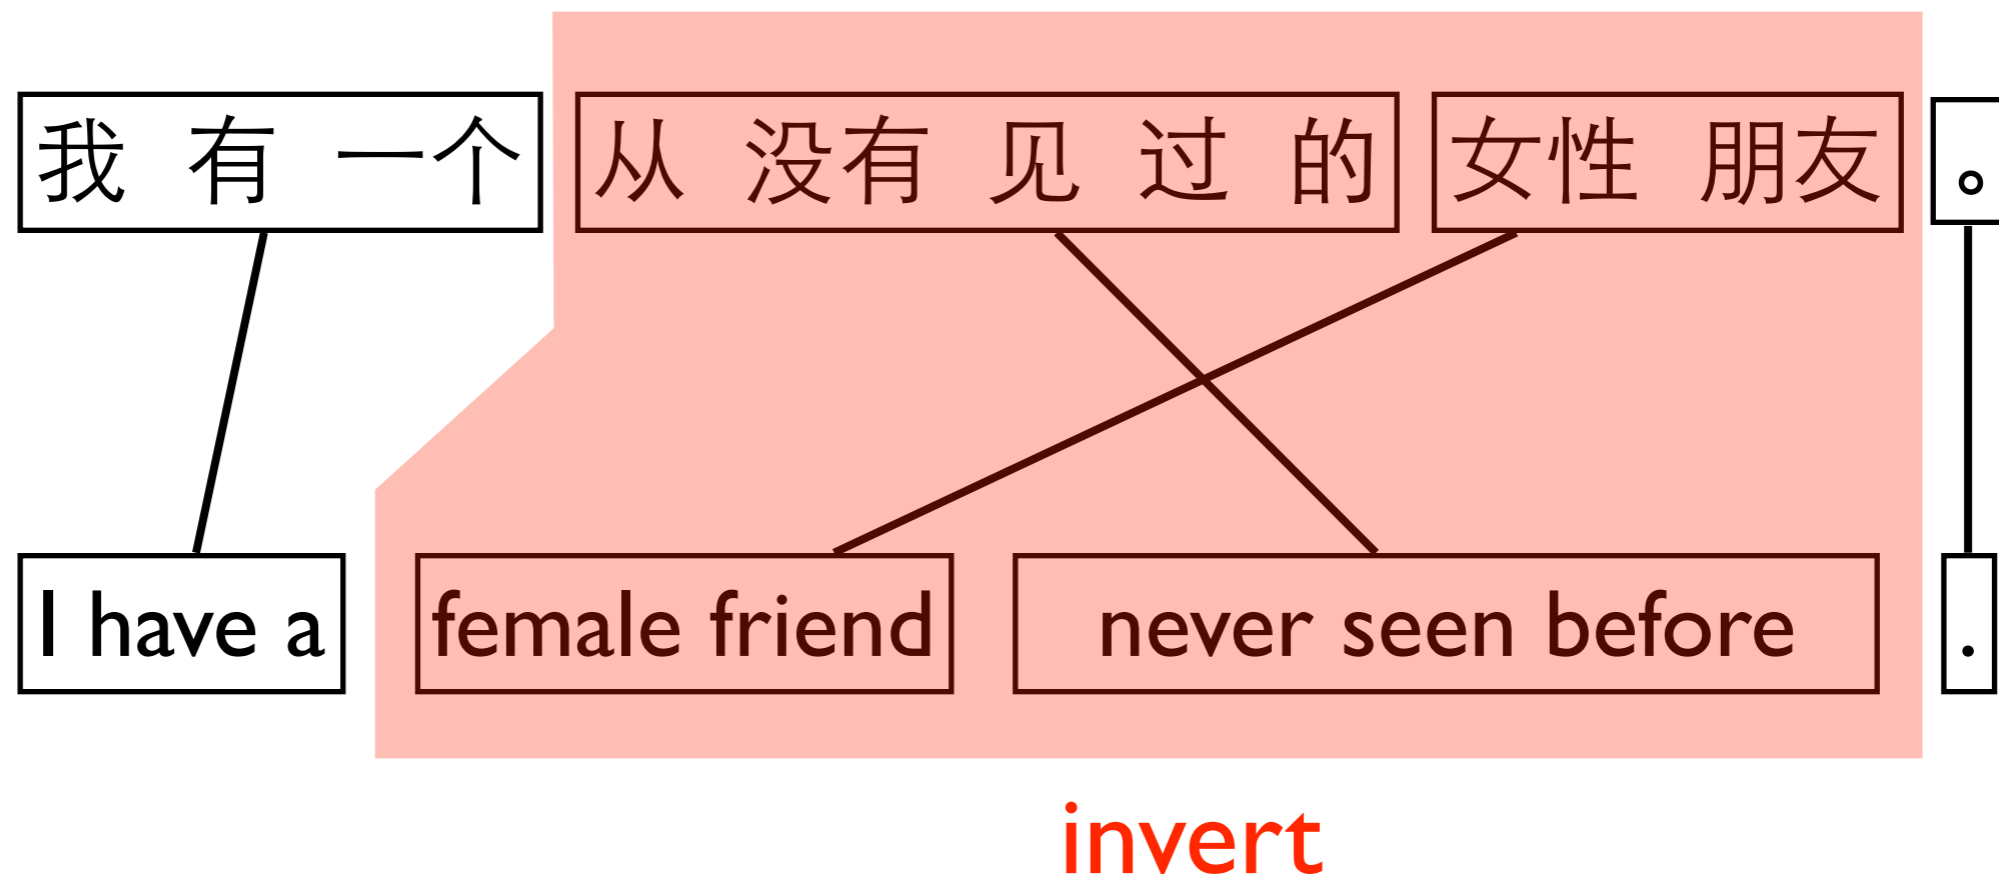 我 有 一个 从 没有 见 过 的 女性 朋友 。
I have a female friend never seen before .
invert